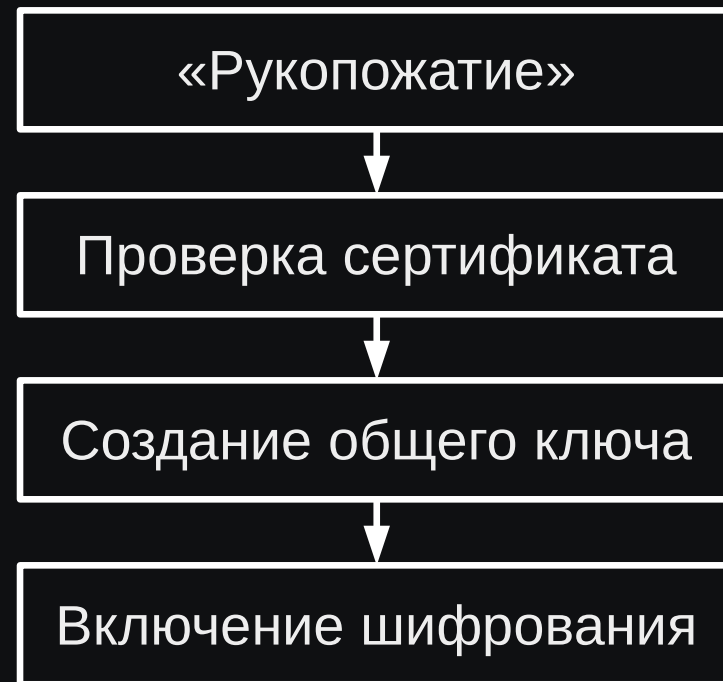 «Рукопожатие»
Проверка сертификата
Создание общего ключа
Включение шифрования